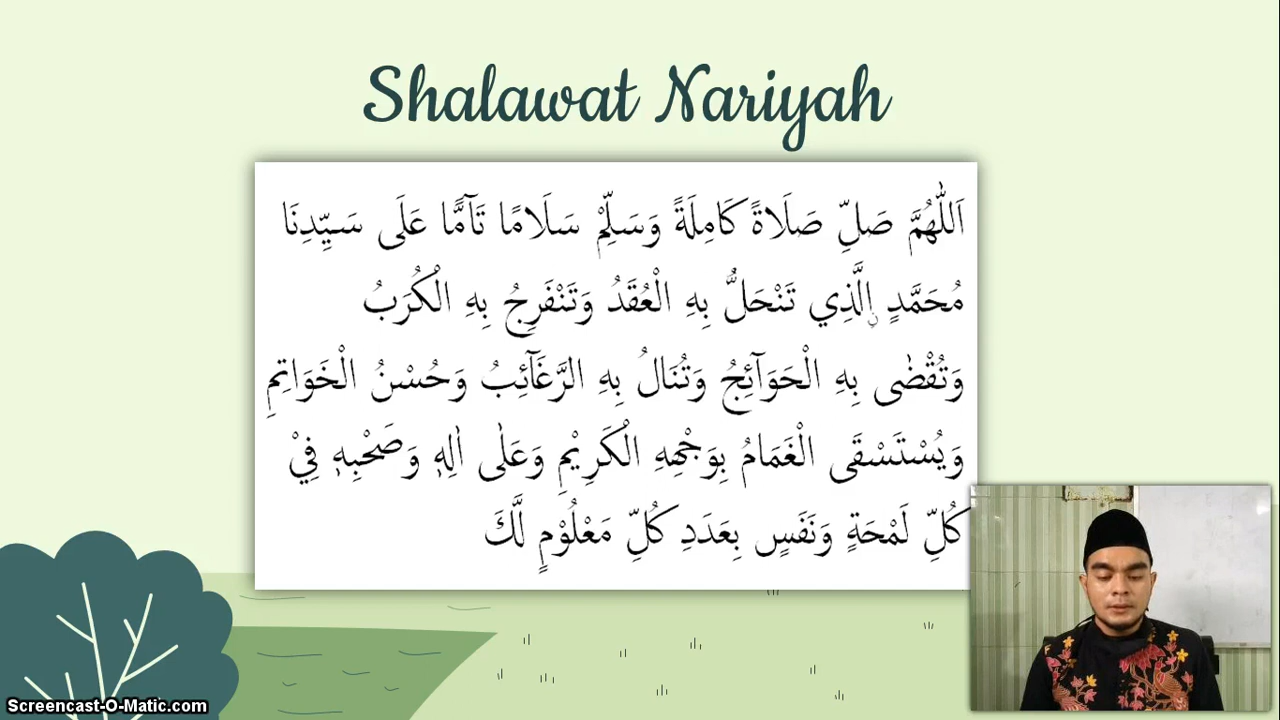 Shalawat Nariyah
اَللّٰهُمَّ صَلِّ صَلَاةً كَامِلَةً وَسَلِّمْ سَلَامًا تَآمًّا عَلَى سَيِّدِنَا
مُحَمَّدٍ ِۨالَّذِي تَنْحَلُّ بِهِ الْعُقَدُ وَتَنْفَرِجُ بِهِ الْكُرَبُ
وَتُقْضٰى بِهِ الْحَوَآئِجُ وَتُنَالُ بِهِ الرَّغَآئِبُ وَحُسْنُ الْخَوَاتِمِ
وَيُسْتَسْقَى الْغَمَامُ بِوَجْهِهِ الْكَرِيْمِ وَعَلٰى اٰلِهٖ وَصَحْبِهٖ فِيْ
كُلِّ لَمْحَةٍ وَنَفَسٍ بِعَدَدِ كُلِّ مَعْلُوْمٍ لَّكَ
Screencast-O-Matic.com